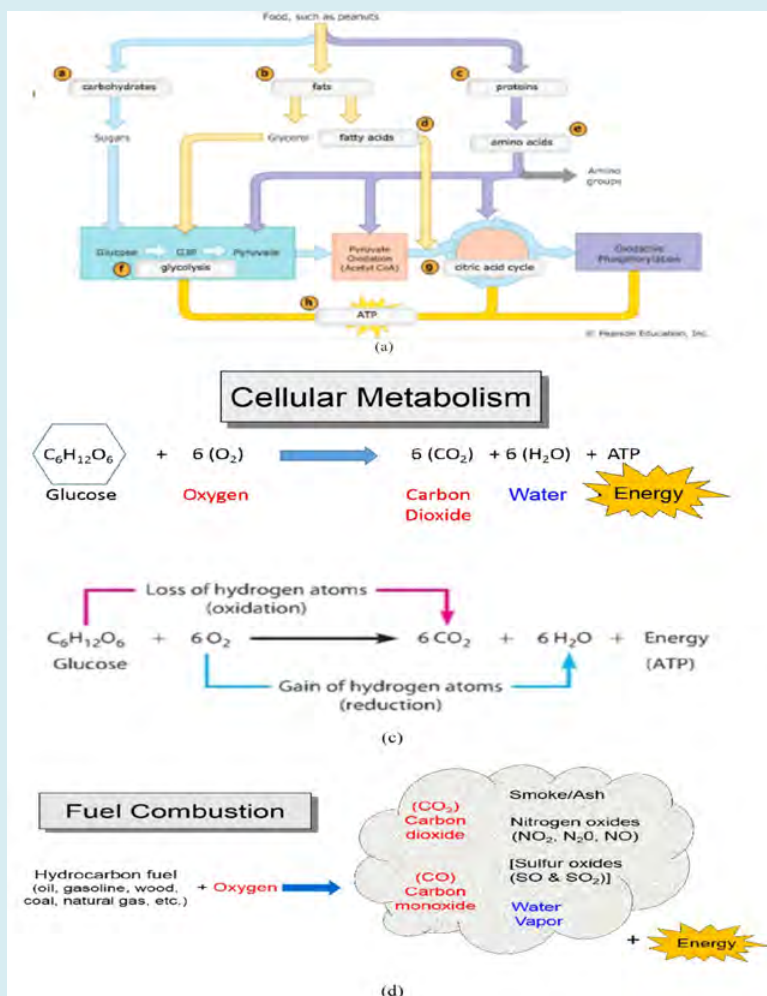 Food, such as peanuts
a
b
c
carbohydrates
fats
proteins
d
e
Sugars
Glycerol
fatty acids
amino acids
Amino
groups
Glucose
G3P
Pyruvate
Pyruvate
Oxidation
(Acetyl CoA)
Oxidative
Phosphorylation
f
glycolysis
g
citric acid cycle
h
ATP
© Pearson Education, Inc.
(a)
Cellular Metabolism
C₆H₁₂O₆ + 6 (O₂) 6 (CO₂) + 6 (H₂O) + ATP
Glucose Oxygen Carbon Dioxide Water Energy
Loss of hydrogen atoms
(oxidation)
C₆H₁₂O₆ + 6 O₂ 6 CO₂ + 6 H₂O + Energy
Glucose (ATP)
Gain of hydrogen atoms
(reduction)
(c)
Fuel Combustion
Hydrocarbon fuel
(oil, gasoline, wood,
coal, natural gas, etc.)
+ Oxygen
(CO₂)
Carbon
dioxide
(CO)
Carbon
monoxide
Smoke/Ash
Nitrogen oxides
(NO₂, N₂0, NO)
[Sulfur oxides
(SO & SO₂)]
Water
Vapor
+ Energy
(d)